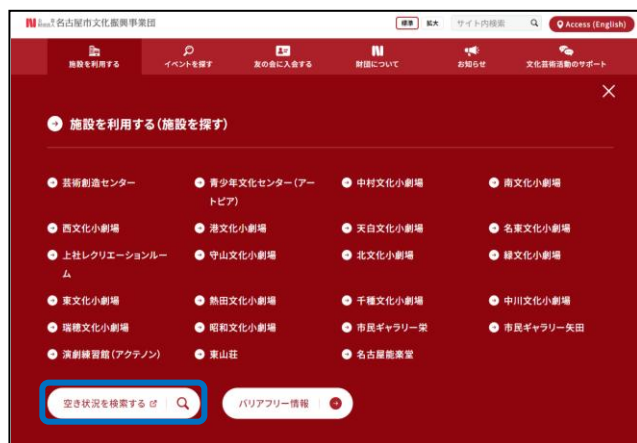 名古屋市文化振興事業団
標準 拡大 サイト内検索 Access (English)
施設を利用する イベントを探す 友の会に入会する 財団について お知らせ 文化芸術活動のサポート
施設を利用する(施設を探す)
芸術創造センター 青少年文化センター(アートピア) 中村文化小劇場 南文化小劇場
西文化小劇場 港文化小劇場 天白文化小劇場 名東文化小劇場
上社レクリエーションルーム 守山文化小劇場 北文化小劇場 緑文化小劇場
東文化小劇場 熱田文化小劇場 千種文化小劇場 中川文化小劇場
瑞穂文化小劇場 昭和文化小劇場 市民ギャラリー栄 市民ギャラリー矢田
演劇練習館(アクテノン) 東山荘 名古屋能楽堂
空き状況を検索する バリアフリー情報